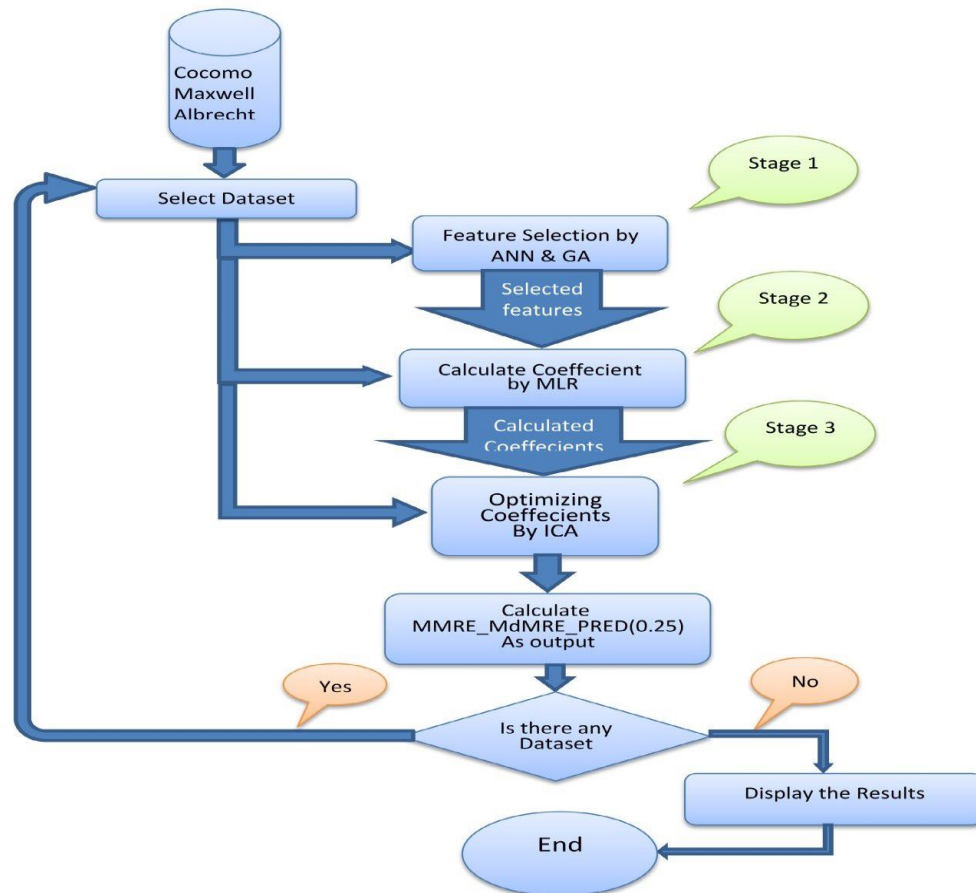 Cocomo
Maxwell
Albrecht
Select Dataset
Stage 1
Feature Selection by
ANN & GA
Selected
features
Stage 2
Calculate Coeffecient
by MLR
Calculated
Coeffecients
Stage 3
Optimizing
Coeffecients
By ICA
Calculate
MMRE_MdMRE_PRED(0.25)
As output
Yes
No
Is there any
Dataset
Display the Results
End